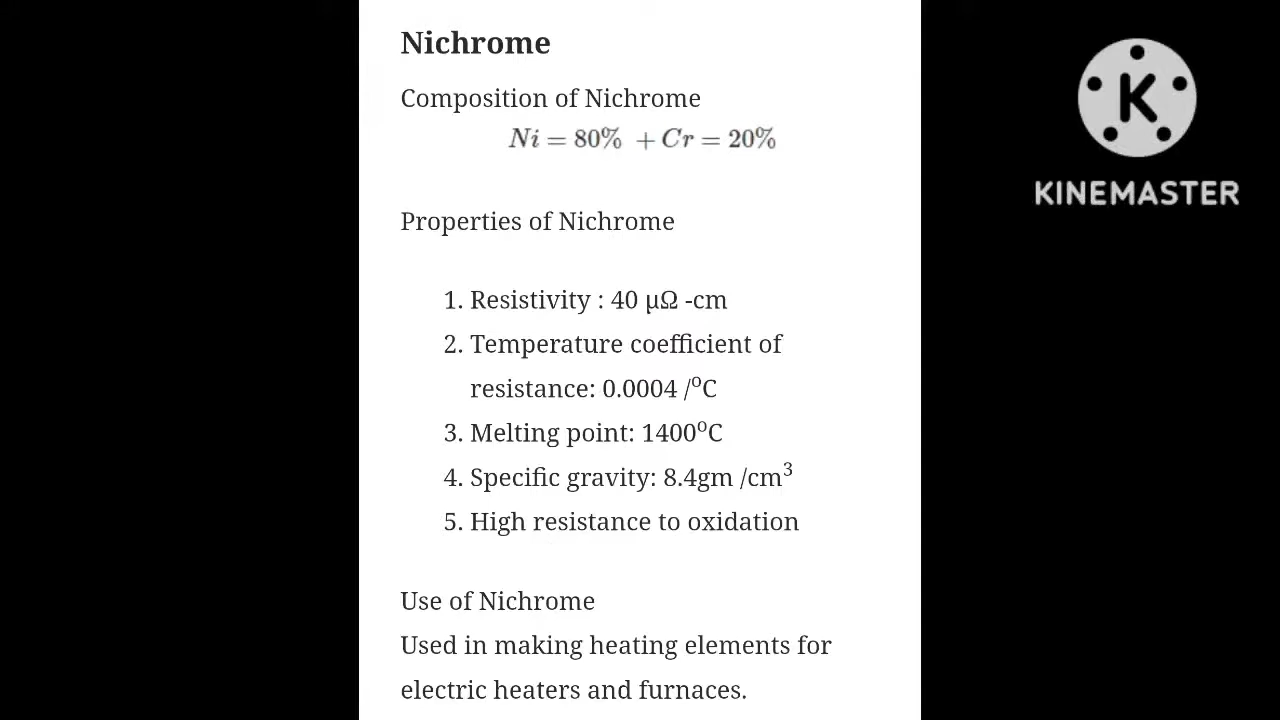 Nichrome
Composition of Nichrome
Ni = 80% + Cr = 20%
Properties of Nichrome
1. Resistivity : 40 μΩ -cm
2. Temperature coefficient of
resistance: 0.0004 /⁰C
3. Melting point: 1400⁰C
4. Specific gravity: 8.4gm /cm³
5. High resistance to oxidation
Use of Nichrome
Used in making heating elements for
electric heaters and furnaces.
K
KINEMASTER